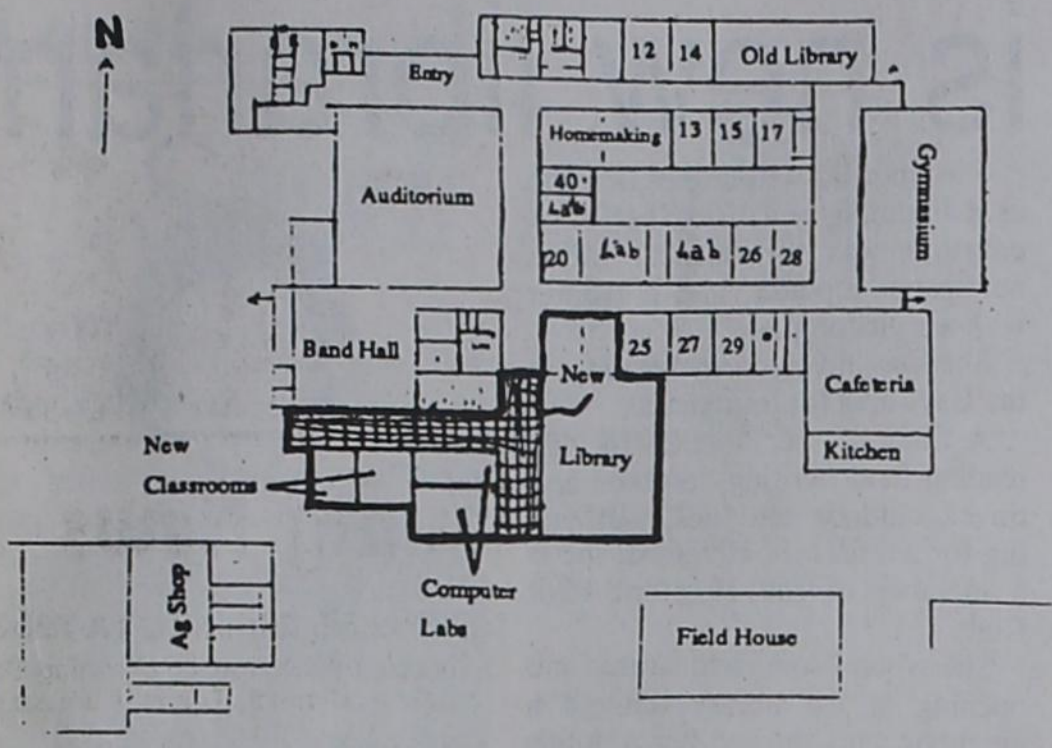 N
12 14 Old Library
Entry
Homemaking 13 15 17
Gymnasium
40
Lab
Auditorium
20 Lab Lab 26 28
Band Hall
25 27 29
New
Library
Cafeteria
Kitchen
New
Classrooms
Computer
Labs
Ag Shop
Field House